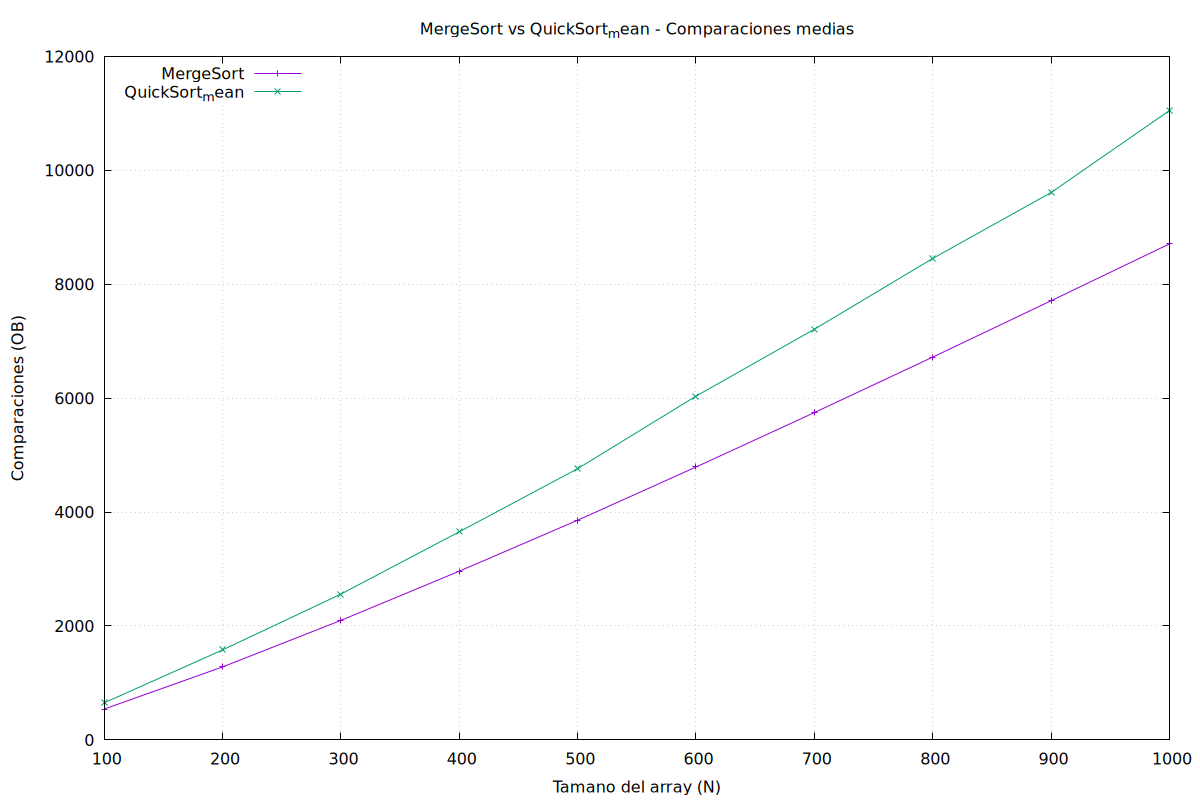 MergeSort vs QuickSortmean - Comparaciones medias
MergeSort
QuickSortmean
12000
10000
8000
6000
4000
2000
0
Comparaciones (OB)
100 200 300 400 500 600 700 800 900 1000
Tamano del array (N)